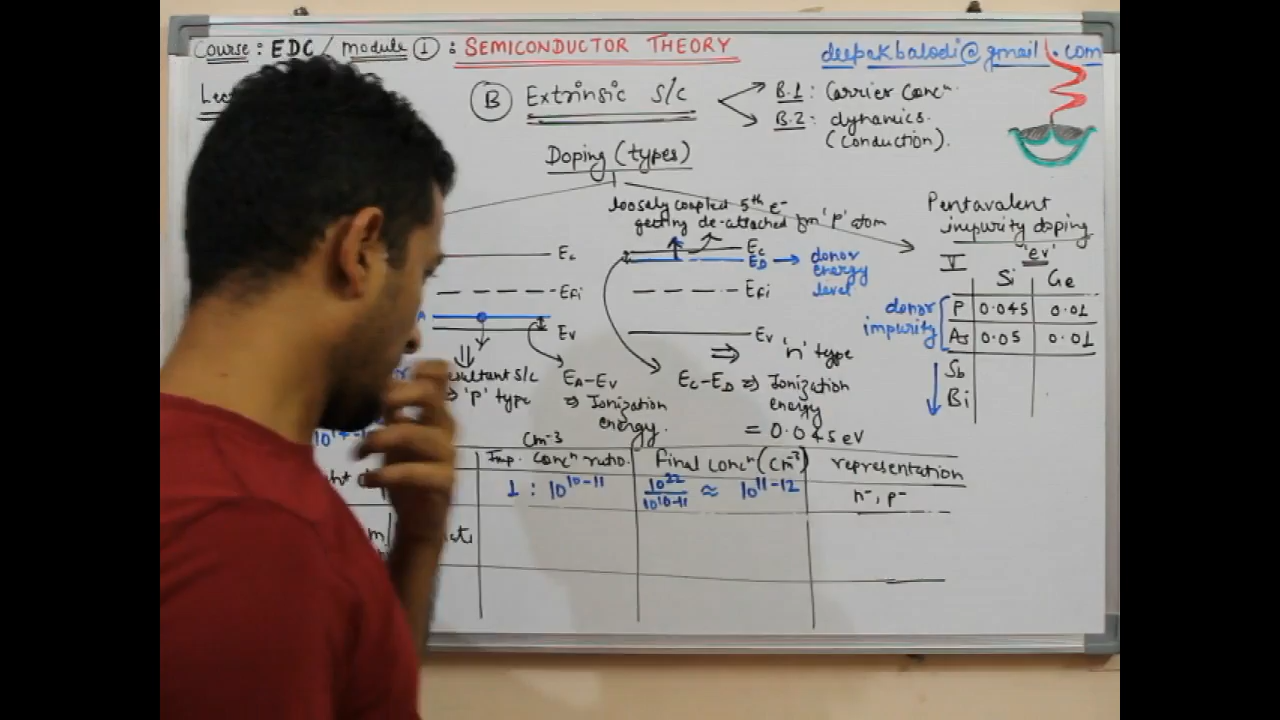 Course: EDC / module ① : SEMICONDUCTOR THEORY
deepakbalodi@gmail.com
Lec
Ⓑ Extrinsic S/c
B.1: Carrier Concⁿ.
B.2: dynamics.
(Conduction).
Doping (types)
loosely coupled 5th e⁻
getting de-attached frm 'p' atom
Pentavalent
impurity doping
V 'ev'
Si Ge
P 0.045 0.01
As 0.05 0.01
Sb
Bi
donor
impurity
Ec
Efi
A
Ev
Ec
ED → donor
energy
level
Efi
Ev
⇒ 'n' type
EA-EV
⇒ Ionization
energy.
EC-ED ⇒ Ionization
energy
= 0.045 eV
S/c
'p' type
cm-3
Imp. Concⁿ ratio. Final Concⁿ (cm-3) representation
1 : 10^10-11 10^22/10^10-11 ≈ 10^11-12 n⁻, p⁻